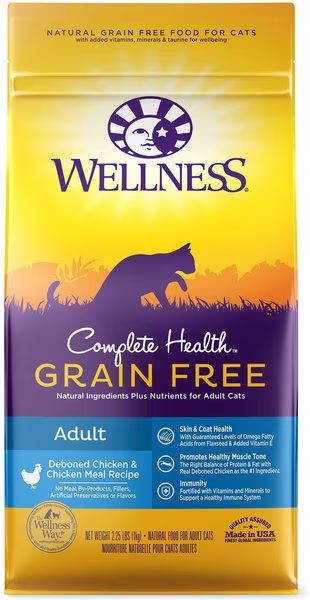 NATURAL GRAIN FREE FOOD FOR CATS
with added vitamins, minerals & taurine for wellbeing
WELLNESS®
Complete Health™
GRAIN FREE
Natural Ingredients Plus Nutrients for Adult Cats
Adult
Deboned Chicken &
Chicken Meal Recipe
No Meat By-Products, Fillers,
Artificial Preservatives or Flavors
Skin & Coat Health
With Guaranteed Levels of Omega Fatty
Acids from Flaxseed & Added Vitamin E
Promotes Healthy Muscle Tone
The Right Balance of Protein & Fat with
Real Deboned Chicken as the #1 Ingredient
Immunity
Fortified with Vitamins and Minerals to
Support a Healthy Immune System
The
Wellness
Way.
NET WEIGHT 2.25 LBS (1kg) • NATURAL FOOD FOR ADULT CATS
NOURRITURE NATURELLE POUR CHATS ADULTES
QUALITY ASSURED
Made in USA
FINEST GLOBAL INGREDIENTS